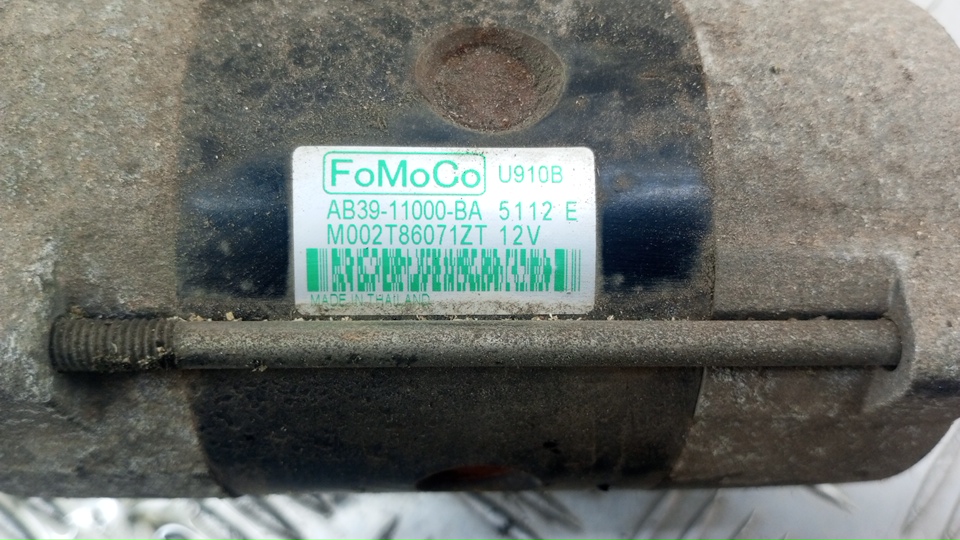 FoMoCo U910B
AB39-11000-BA 5112 E
M002T86071ZT 12V
MADE IN THAILAND